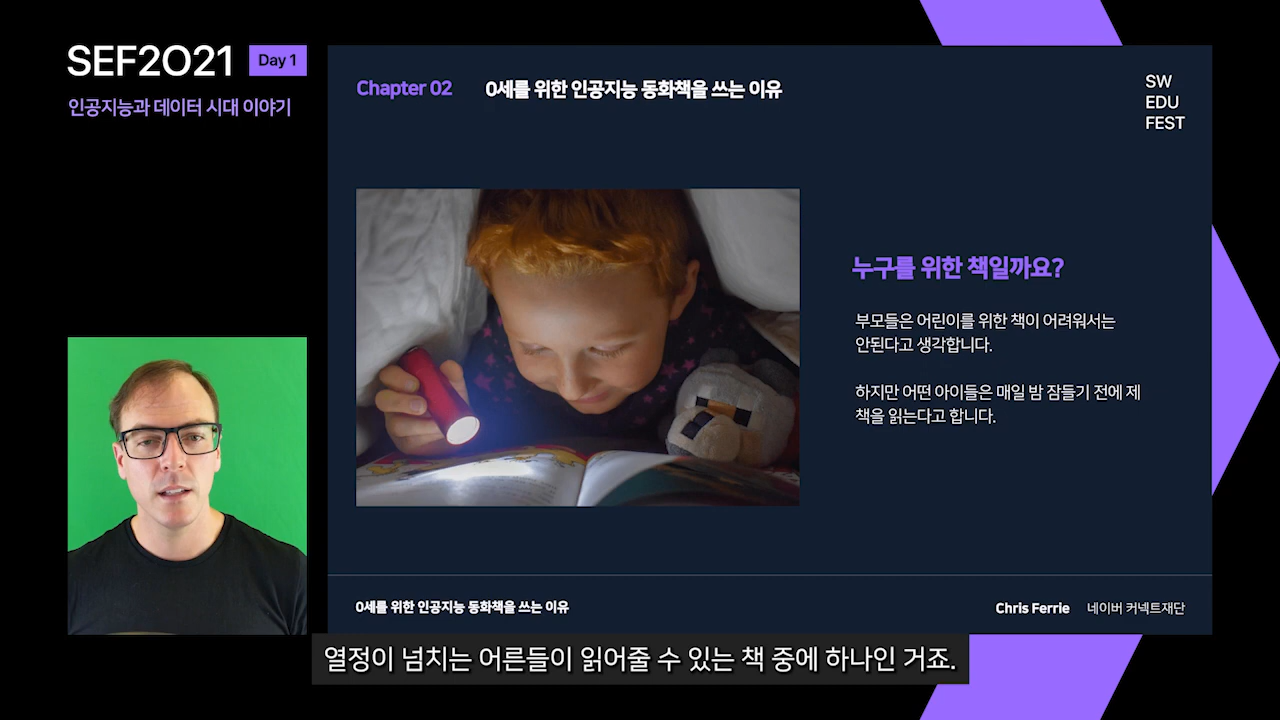 SEF2021 Day 1
인공지능과 데이터 시대 이야기
Chapter 02 0세를 위한 인공지능 동화책을 쓰는 이유
SW
EDU
FEST
누구를 위한 책일까요?
부모들은 어린이를 위한 책이 어려워서는
안된다고 생각합니다.
하지만 어떤 아이들은 매일 밤 잠들기 전에 제
책을 읽는다고 합니다.
0세를 위한 인공지능 동화책을 쓰는 이유
Chris Ferrie 네이버 커넥트재단
열정이 넘치는 어른들이 읽어줄 수 있는 책 중에 하나인 거죠.